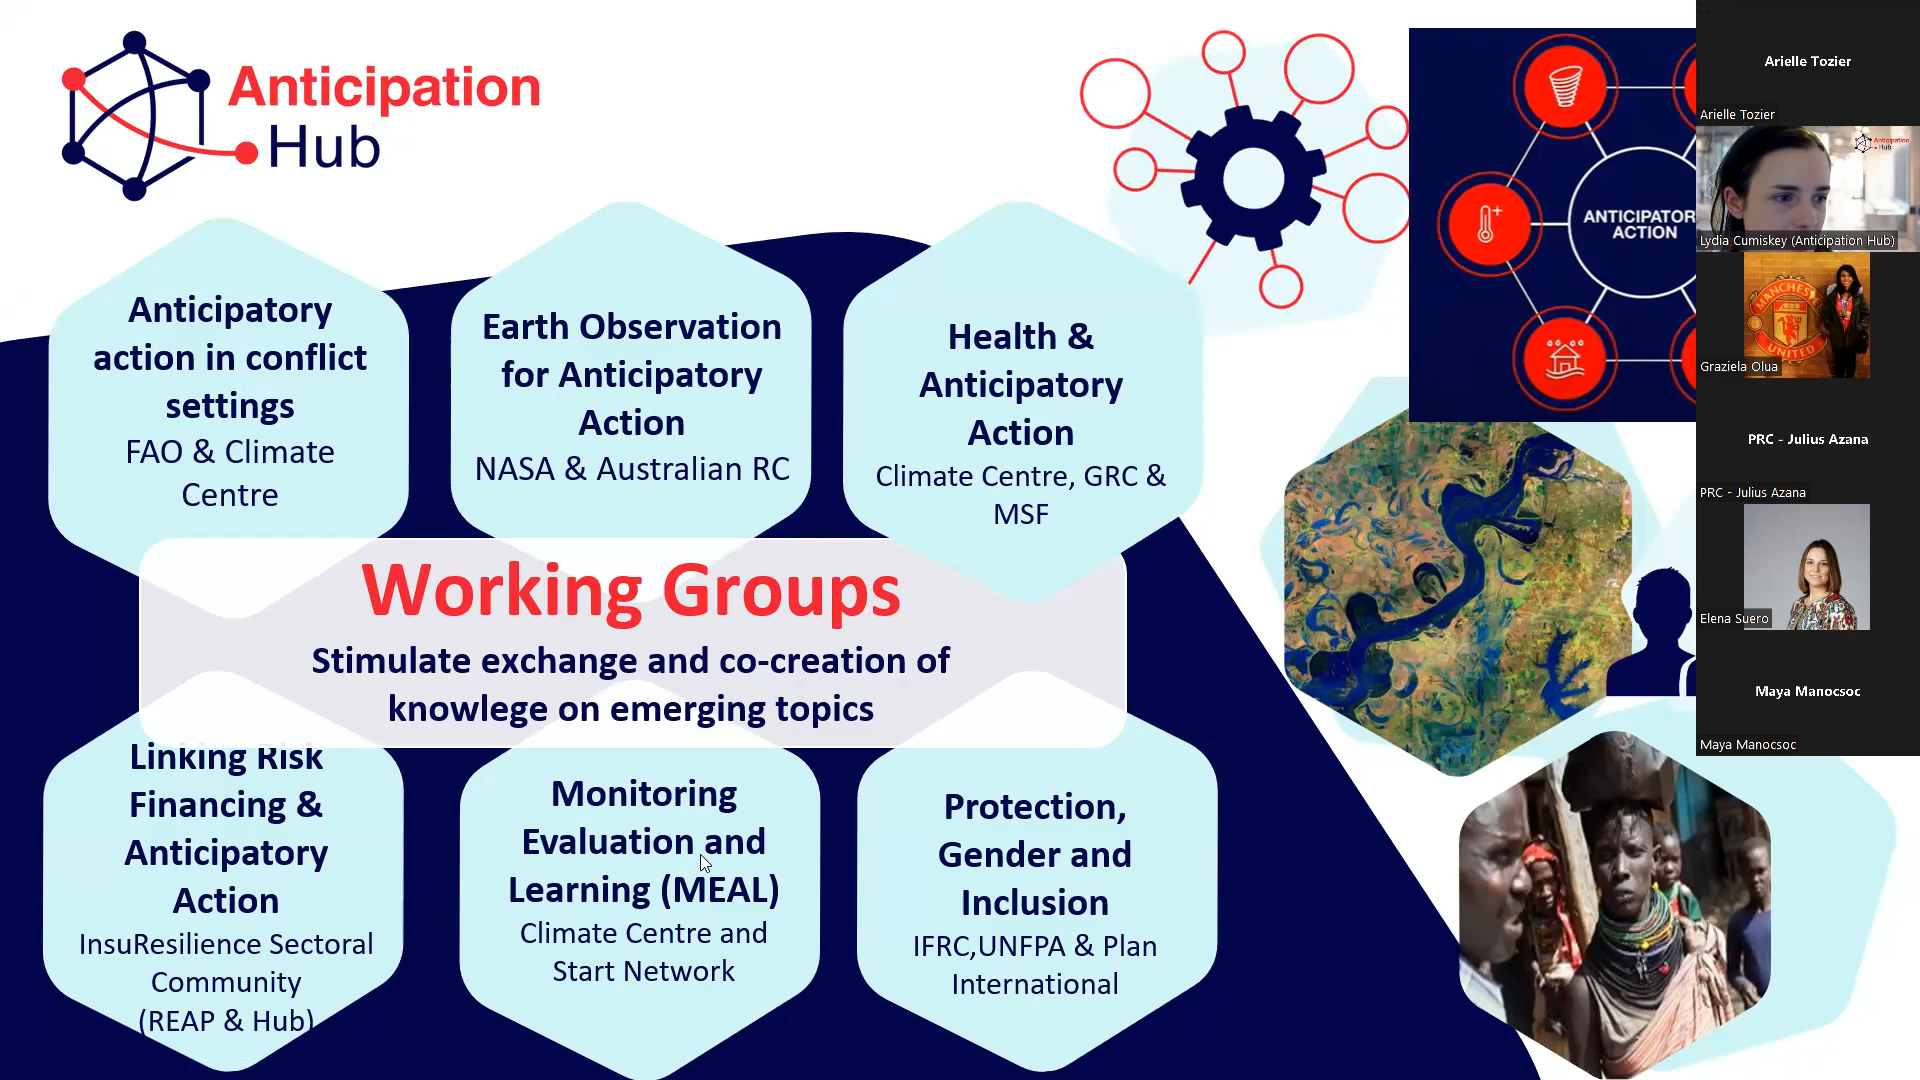 Anticipation
Hub
Anticipatory
action in conflict
settings
FAO & Climate
Centre
Earth Observation
for Anticipatory
Action
NASA & Australian RC
Health &
Anticipatory
Action
Climate Centre, GRC &
MSF
Working Groups
Stimulate exchange and co-creation of
knowlege on emerging topics
Linking Risk
Financing &
Anticipatory
Action
InsuResilience Sectoral
Community
(REAP & Hub)
Monitoring
Evaluation and
Learning (MEAL)
Climate Centre and
Start Network
Protection,
Gender and
Inclusion
IFRC,UNFPA & Plan
International
ANTICIPATOR
ACTION
Arielle Tozier
Arielle Tozier
Anticipation
Hub
Lydia Cumiskey (Anticipation Hub)
MANCHES
UNITED
Graziela Olua
PRC - Julius Azana
PRC - Julius Azana
Elena Suero
Maya Manocsoc
Maya Manocsoc